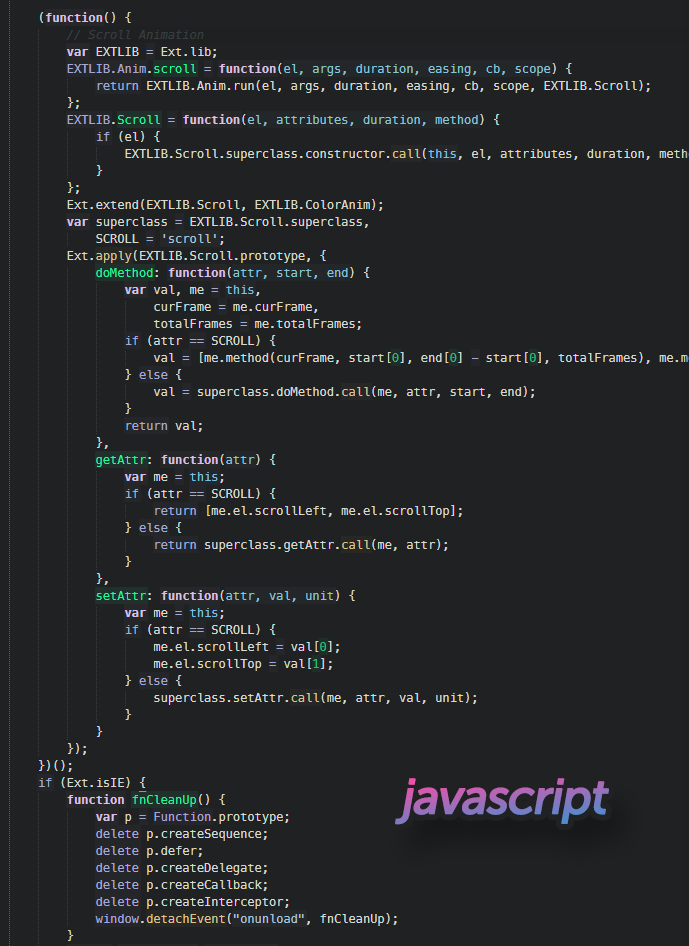 (function() {
// Scroll Animation
var EXTLIB = Ext.lib;
EXTLIB.Anim.scroll = function(el, args, duration, easing, cb, scope) {
return EXTLIB.Anim.run(el, args, duration, easing, cb, scope, EXTLIB.Scroll);
};
EXTLIB.Scroll = function(el, attributes, duration, method) {
if (el) {
EXTLIB.Scroll.superclass.constructor.call(this, el, attributes, duration, meth
}
};
Ext.extend(EXTLIB.Scroll, EXTLIB.ColorAnim);
var superclass = EXTLIB.Scroll.superclass,
SCROLL = 'scroll';
Ext.apply(EXTLIB.Scroll.prototype, {
doMethod: function(attr, start, end) {
var val, me = this,
curFrame = me.curFrame,
totalFrames = me.totalFrames;
if (attr == SCROLL) {
val = [me.method(curFrame, start[0], end[0] - start[0], totalFrames), me.m
} else {
val = superclass.doMethod.call(me, attr, start, end);
}
return val;
},
getAttr: function(attr) {
var me = this;
if (attr == SCROLL) {
return [me.el.scrollLeft, me.el.scrollTop];
} else {
return superclass.getAttr.call(me, attr);
}
},
setAttr: function(attr, val, unit) {
var me = this;
if (attr == SCROLL) {
me.el.scrollLeft = val[0];
me.el.scrollTop = val[1];
} else {
superclass.setAttr.call(me, attr, val, unit);
}
}
});
})();
if (Ext.isIE) {
function fnCleanUp() {
var p = Function.prototype;
delete p.createSequence;
delete p.defer;
delete p.createDelegate;
delete p.createCallback;
delete p.createInterceptor;
window.detachEvent("onunload", fnCleanUp);
}
javascript